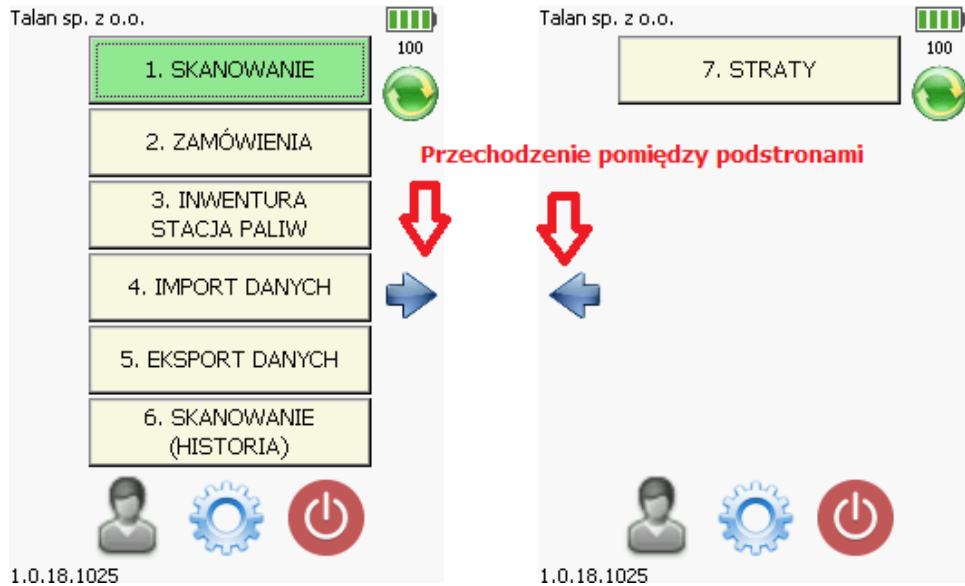 Talan sp. z o.o.
100
1. SKANOWANIE
2. ZAMÓWIENIA
3. INWENTURA
STACJA PALIW
4. IMPORT DANYCH
5. EKSPORT DANYCH
6. SKANOWANIE
(HISTORIA)
1.0.18.1025
Przechodzenie pomiędzy podstronami
Talan sp. z o.o.
100
7. STRATY
1.0.18.1025